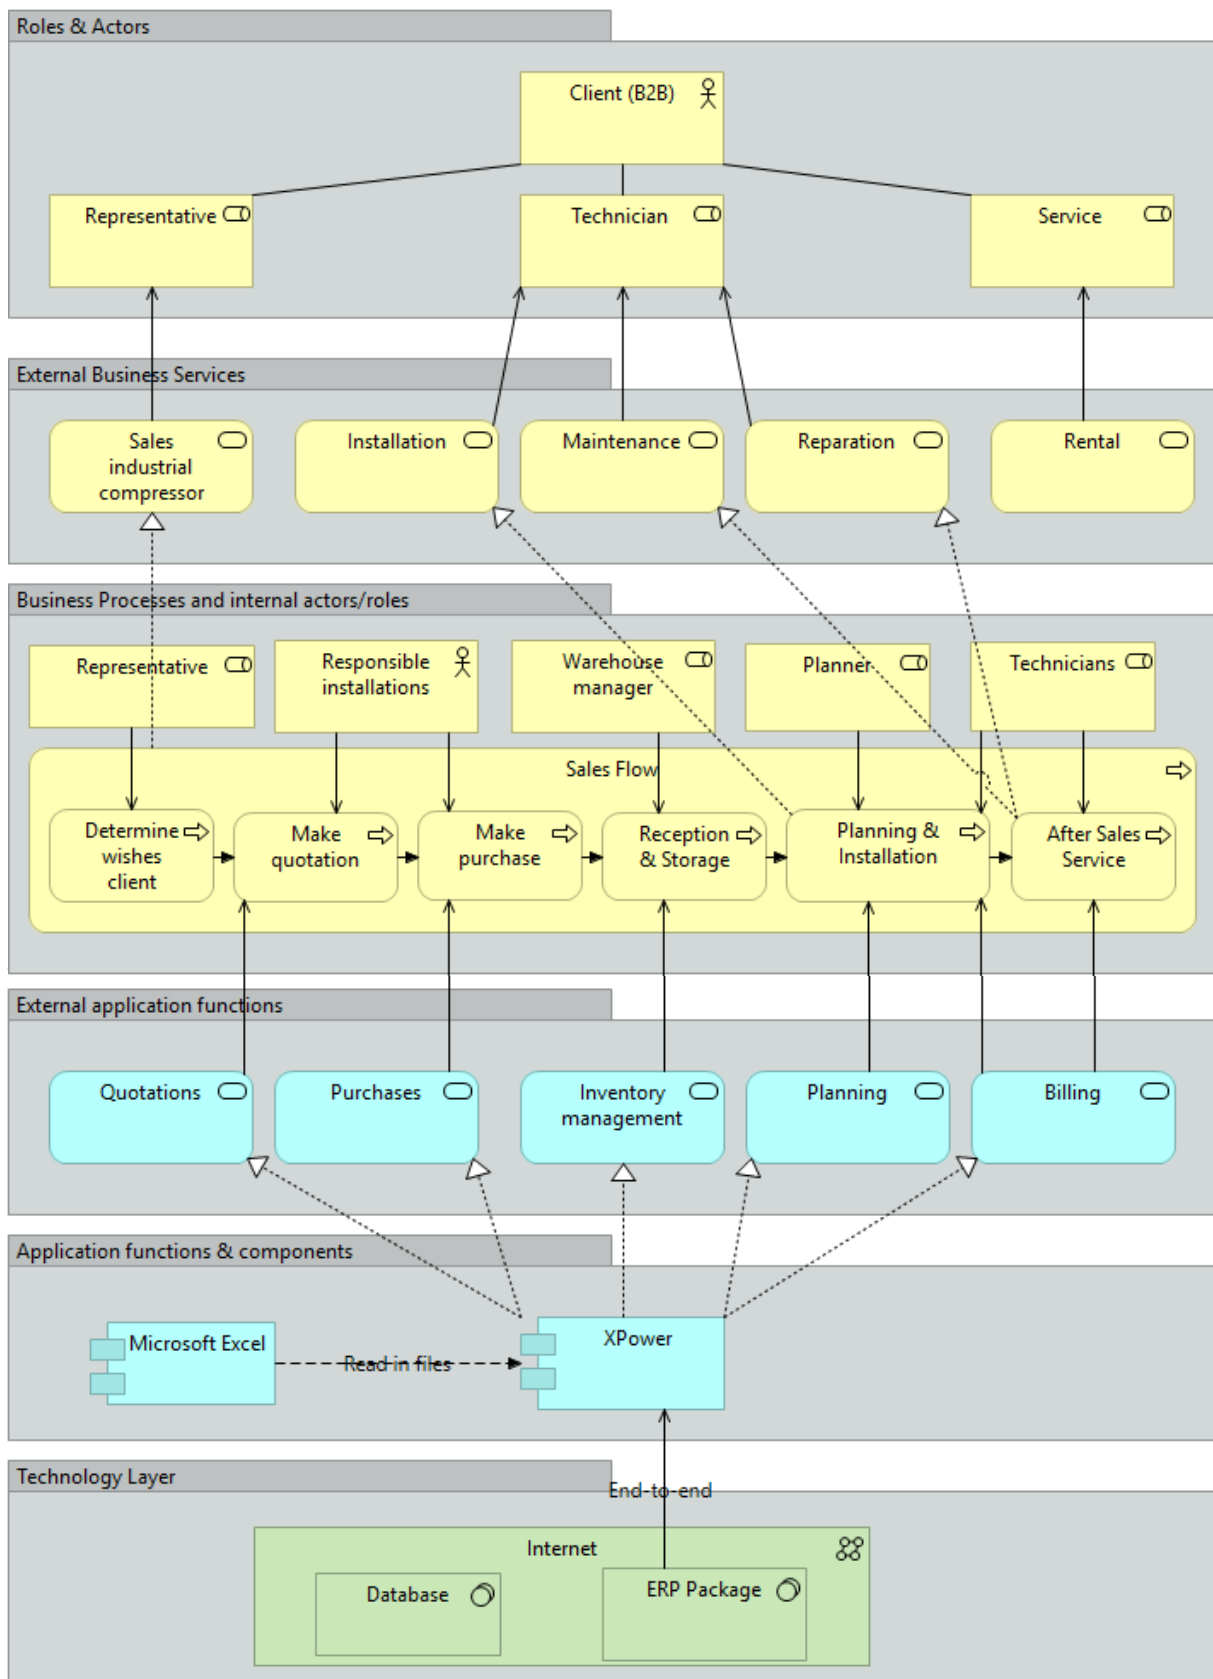 Roles & Actors
Client (B2B)
Representative
Technician
Service
External Business Services
Sales
industrial
compressor
Installation
Maintenance
Reparation
Rental
Business Processes and internal actors/roles
Representative
Responsible
installations
Warehouse
manager
Planner
Technicians
Sales Flow
Determine
wishes
client
Make
quotation
Make
purchase
Reception
& Storage
Planning &
Installation
After Sales
Service
External application functions
Quotations
Purchases
Inventory
management
Planning
Billing
Application functions & components
Microsoft Excel
Read in files
XPower
Technology Layer
End-to-end
Internet
Database
ERP Package